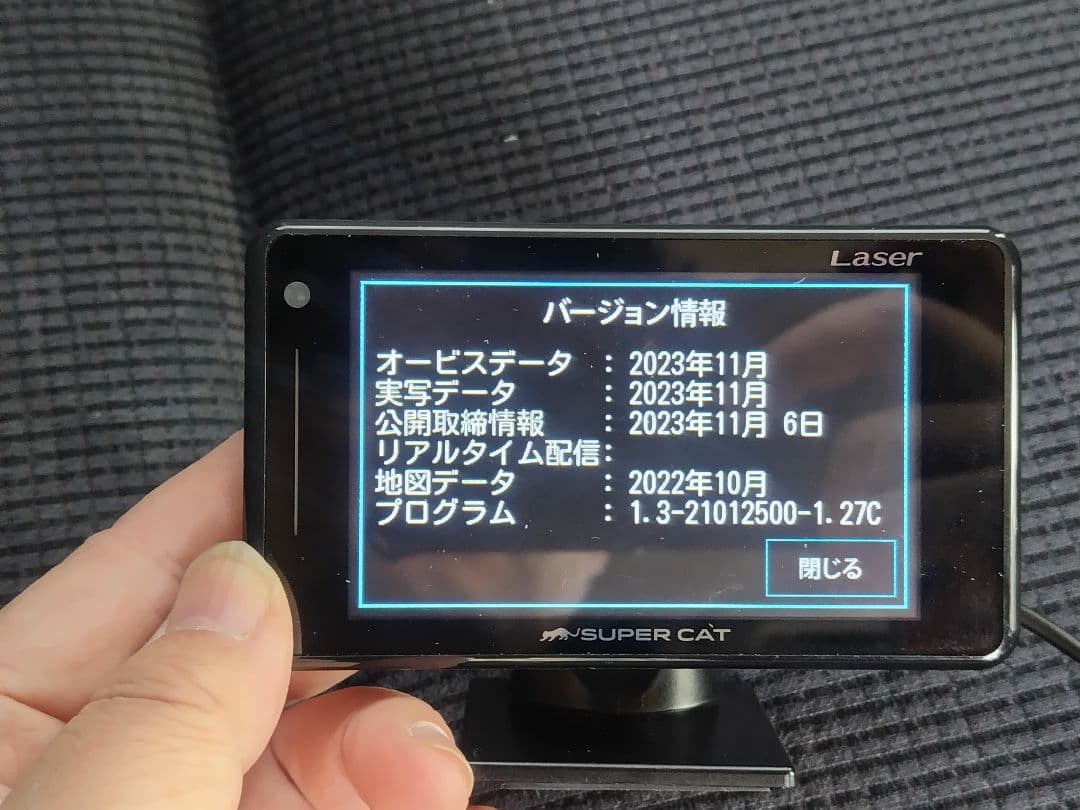 Laser
バージョン情報
オービスデータ : 2023年11月
実写データ : 2023年11月
公開取締情報 : 2023年11月 6日
リアルタイム配信:
地図データ : 2022年10月
プログラム : 1.3-21012500-1.27C
閉じる
SUPER CAT